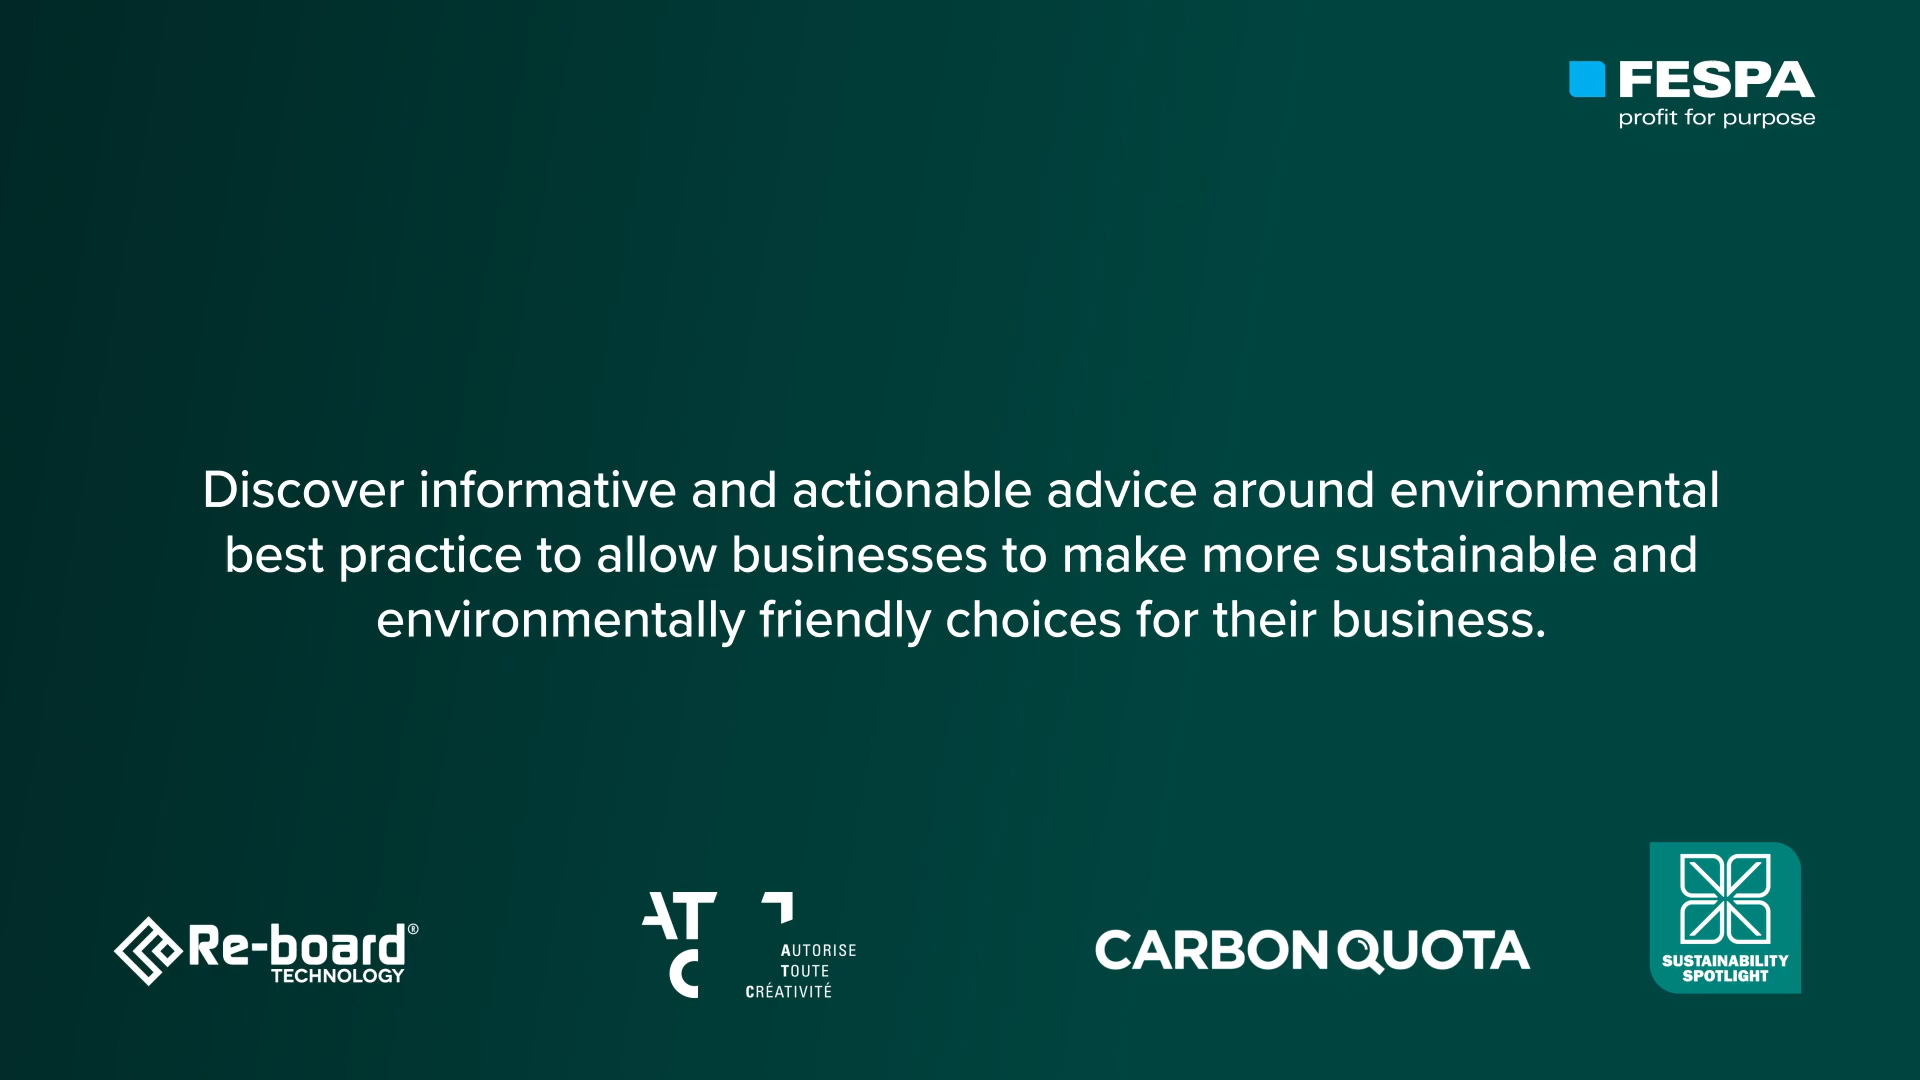 FESPA
profit for purpose
Discover informative and actionable advice around environmental
best practice to allow businesses to make more sustainable and
environmentally friendly choices for their business.
Re-board®
TECHNOLOGY
ATC
AUTORISE
TOUTE
CRÉATIVITÉ
CARBON QUOTA
SUSTAINABILITY
SPOTLIGHT